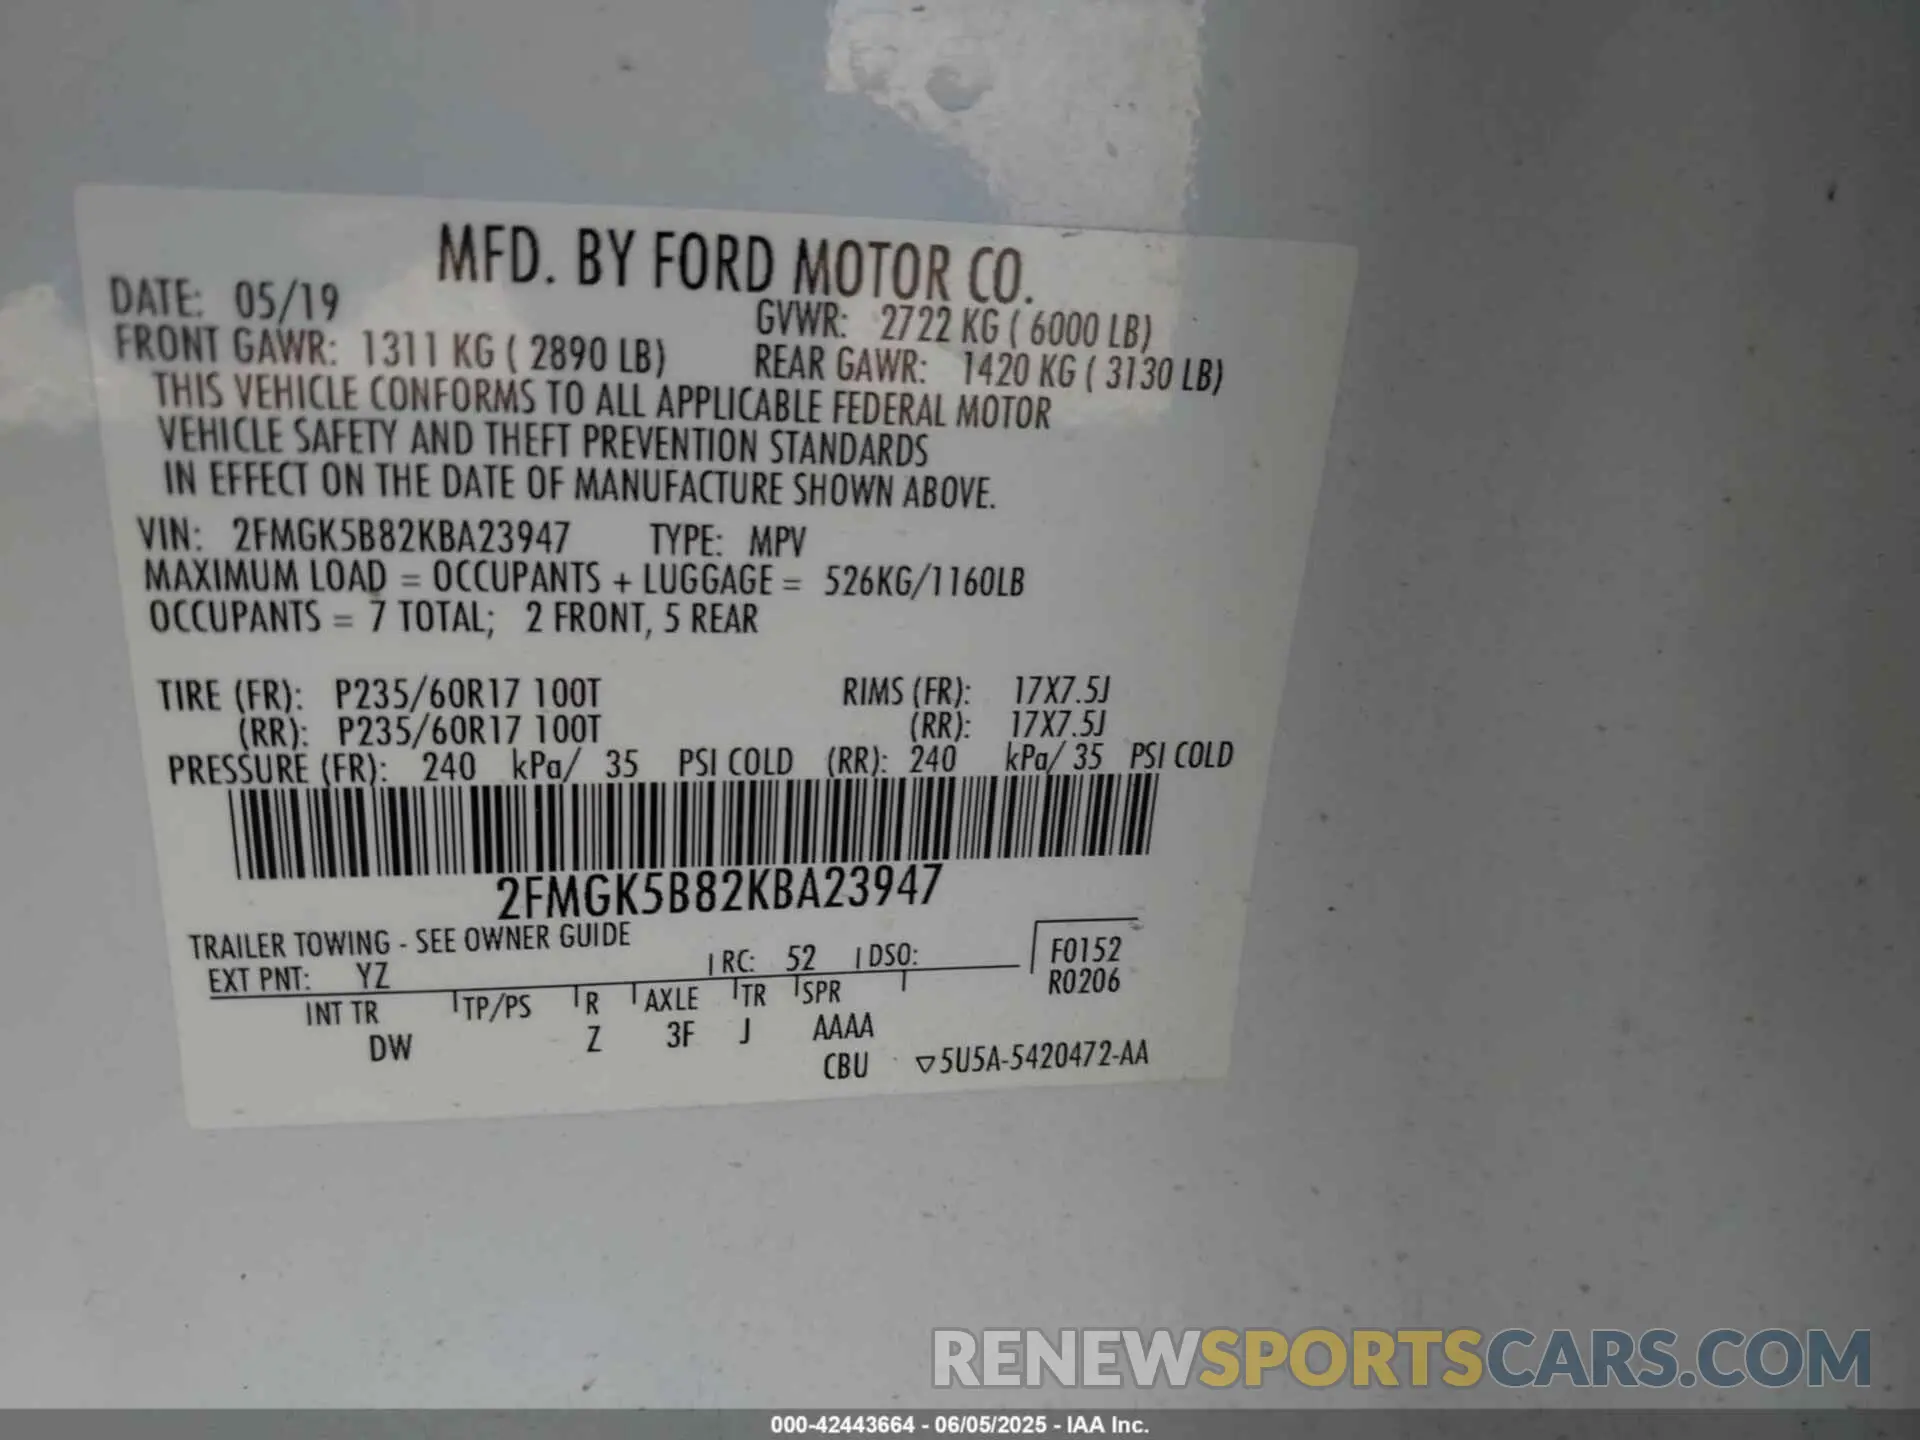 MFD. BY FORD MOTOR CO.
DATE: 05/19 GVWR: 2722 KG ( 6000 LB)
FRONT GAWR: 1311 KG ( 2890 LB) REAR GAWR: 1420 KG ( 3130 LB)
THIS VEHICLE CONFORMS TO ALL APPLICABLE FEDERAL MOTOR
VEHICLE SAFETY AND THEFT PREVENTION STANDARDS
IN EFFECT ON THE DATE OF MANUFACTURE SHOWN ABOVE.
VIN: 2FMGK5B82KBA23947 TYPE: MPV
MAXIMUM LOAD = OCCUPANTS + LUGGAGE = 526KG/1160LB
OCCUPANTS = 7 TOTAL; 2 FRONT, 5 REAR
TIRE (FR): P235/60R17 100T RIMS (FR): 17X7.5J
(RR): P235/60R17 100T (RR): 17X7.5J
PRESSURE (FR): 240 kPa/ 35 PSI COLD (RR): 240 kPa/ 35 PSI COLD
2FMGK5B82KBA23947
TRAILER TOWING - SEE OWNER GUIDE
EXT PNT: YZ RC: 52 DSO: F0152
R0206
INT TR TP/PS R AXLE TR SPR
DW Z 3F J AAAA
CBU ▽5U5A-5420472-AA
RENEWSPORTSCARS.COM
000-42443664 - 06/05/2025 - IAA Inc.